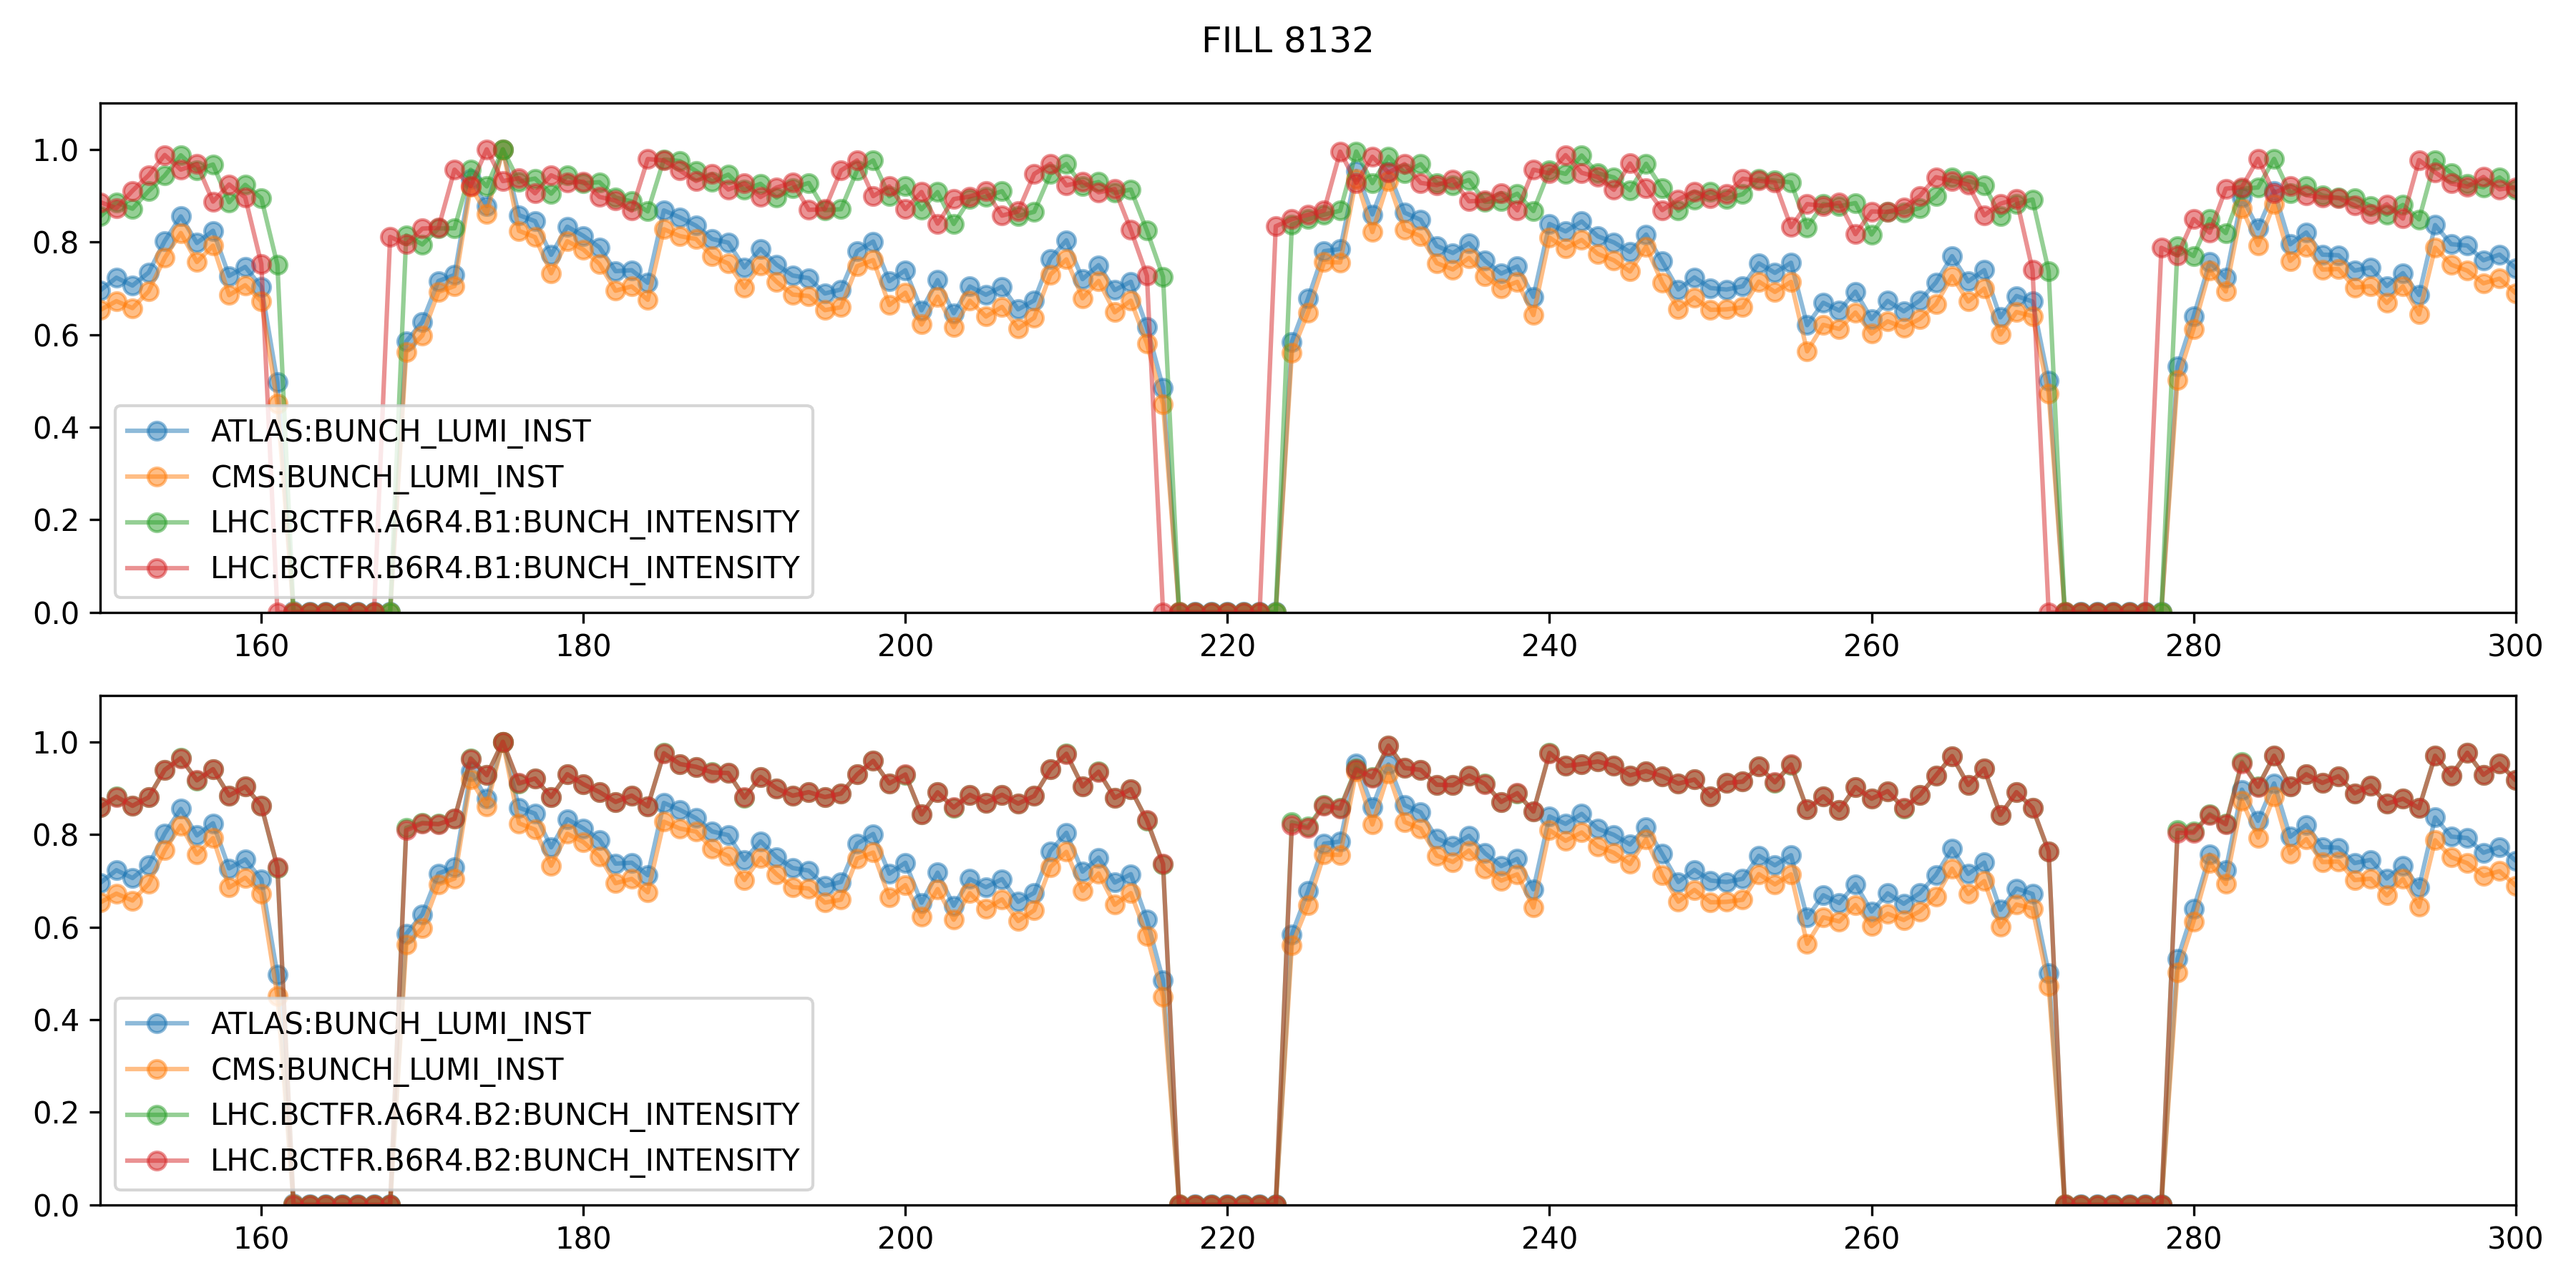 FILL 8132
1.0
0.8
0.6
0.4
0.2
0.0
ATLAS:BUNCH_LUMI_INST
CMS:BUNCH_LUMI_INST
LHC.BCTFR.A6R4.B1:BUNCH_INTENSITY
LHC.BCTFR.B6R4.B1:BUNCH_INTENSITY
160 180 200 220 240 260 280 300
1.0
0.8
0.6
0.4
0.2
0.0
ATLAS:BUNCH_LUMI_INST
CMS:BUNCH_LUMI_INST
LHC.BCTFR.A6R4.B2:BUNCH_INTENSITY
LHC.BCTFR.B6R4.B2:BUNCH_INTENSITY
160 180 200 220 240 260 280 300